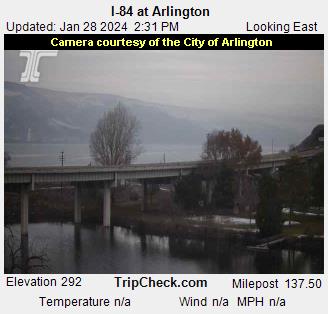 I-84 at Arlington
Updated: Jan 28 2024 2:31 PM Looking East
Camera courtesy of the City of Arlington
Elevation 292 TripCheck.com Milepost 137.50
Temperature n/a Wind n/a MPH n/a